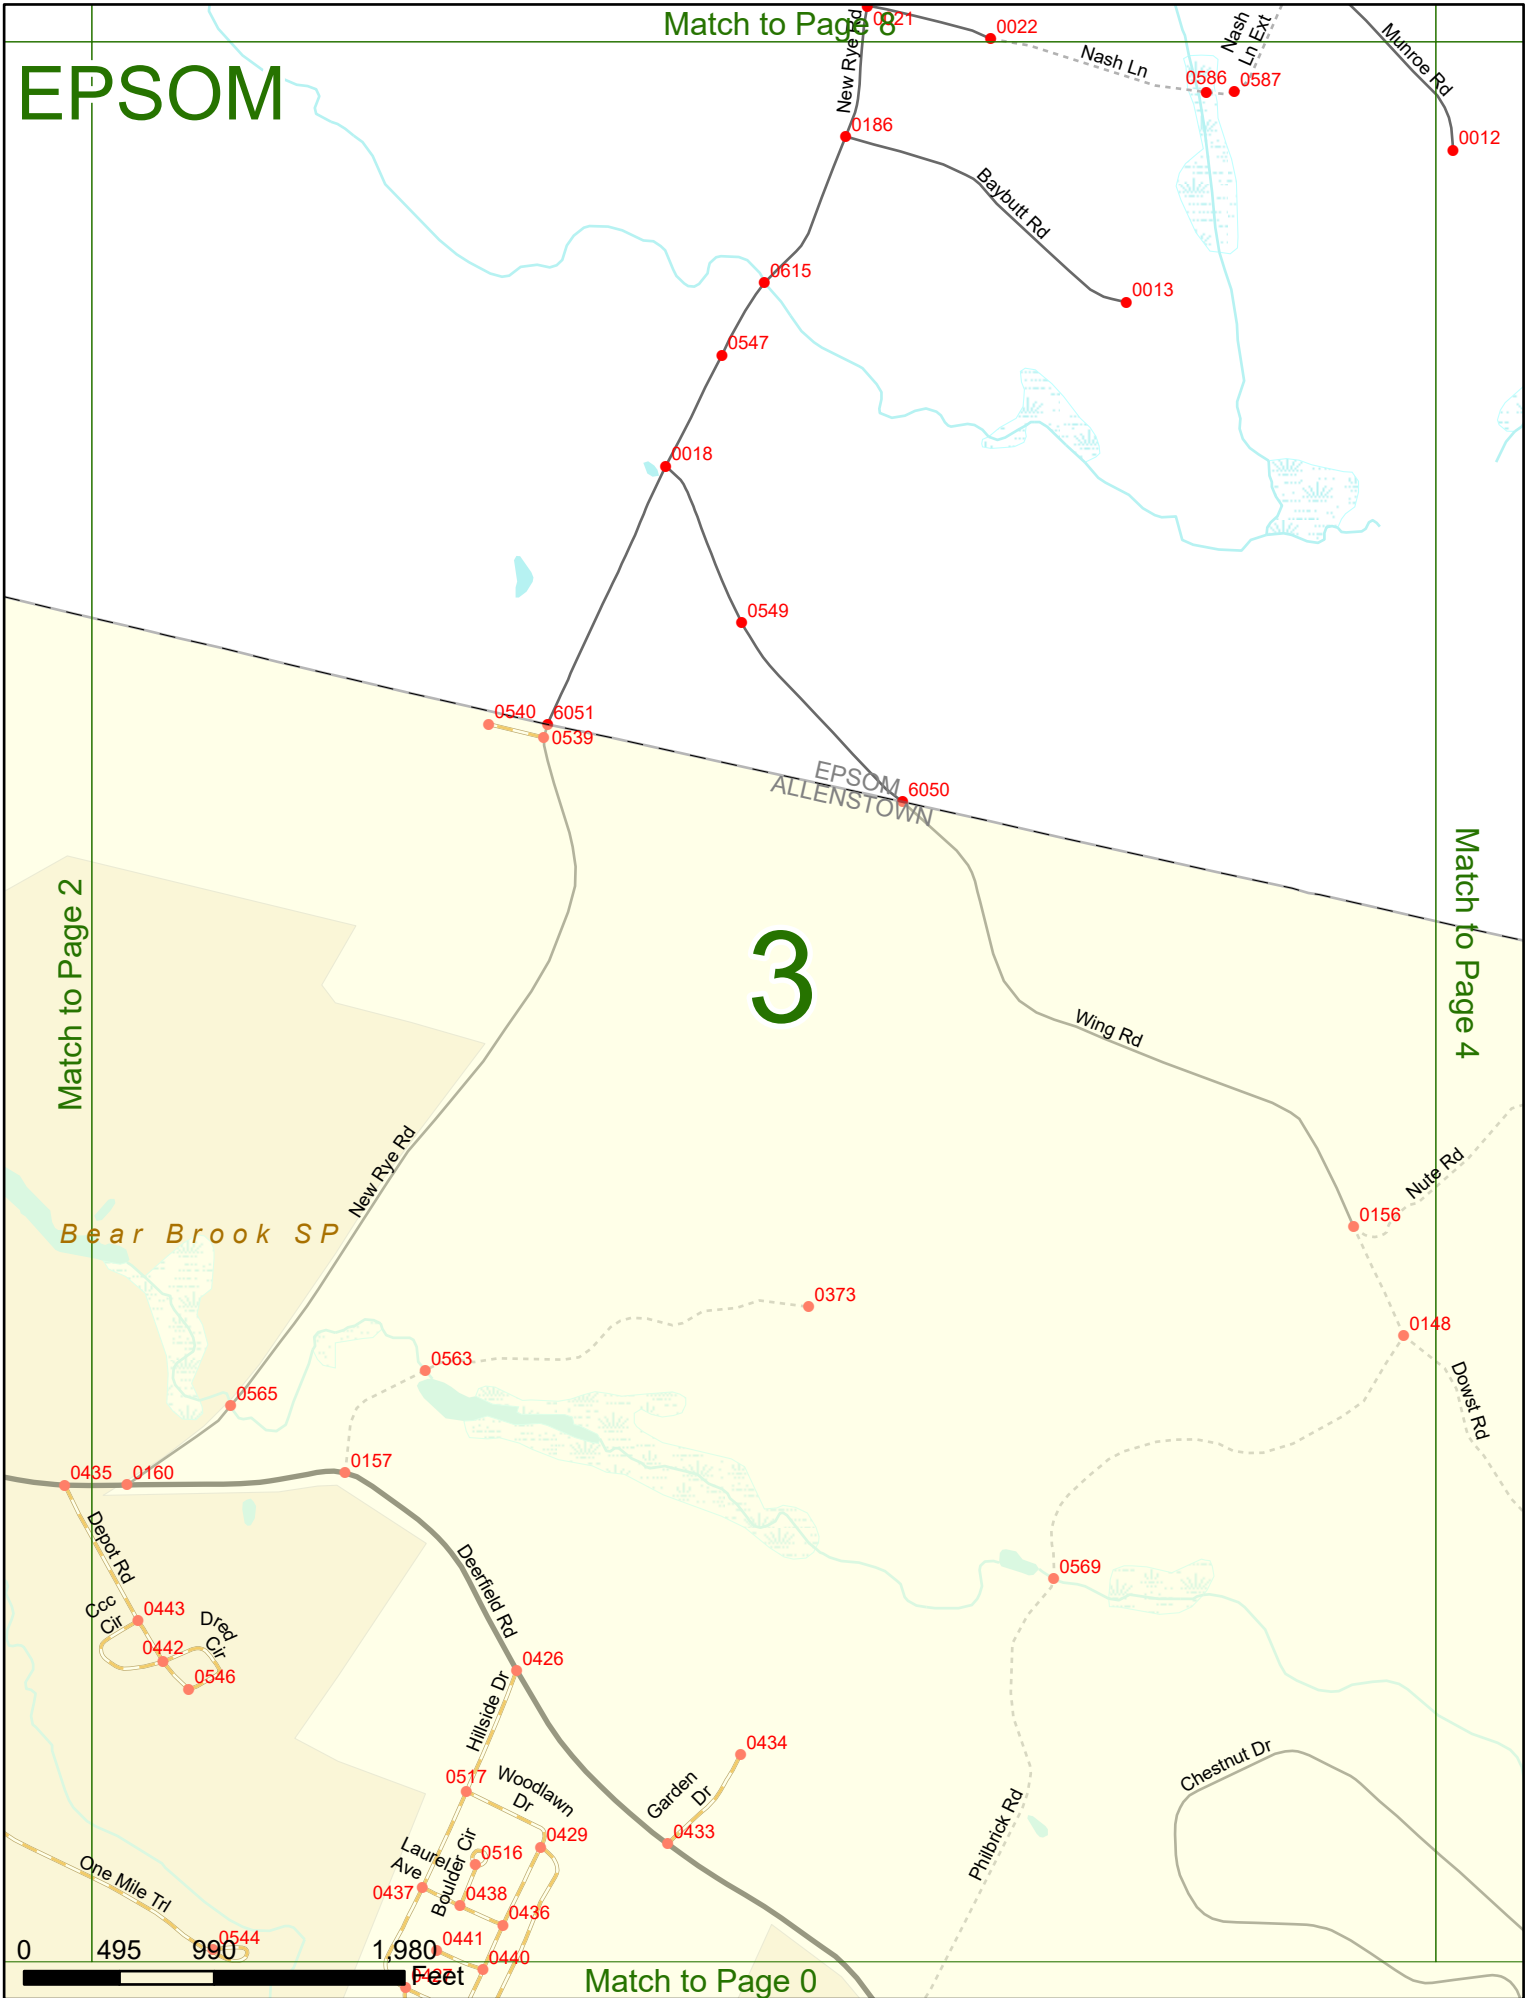 Match to Page 8
EPSOM
0021
0022
New Rye Rd
Nash Ln
Nash
Ln Ext
Munroe Rd
0586
0587
0012
0186
Baybutt Rd
0615
0013
0547
0018
0549
0540
6051
0539
EPSOM
ALLENSTOWN
6050
Match to Page 2
3
Match to Page 4
Wing Rd
New Rye Rd
Nute Rd
0156
Bear Brook SP
0373
0148
0563
Dowst Rd
0565
0435
0160
0157
Depot Rd
Deerfield Rd
0569
CCC
Cir
0443
Dred
Cir
0442
0546
0426
Hillside Dr
0434
Chestnut Dr
0517
Woodlawn
Dr
Garden
Dr
0433
0429
Philbrick Rd
Laurel
Ave
Boulder Cir
0516
One Mile Trl
0437
0438
0436
0544
0441
0440
0 495 990 1,980
Feet
0427
Match to Page 0